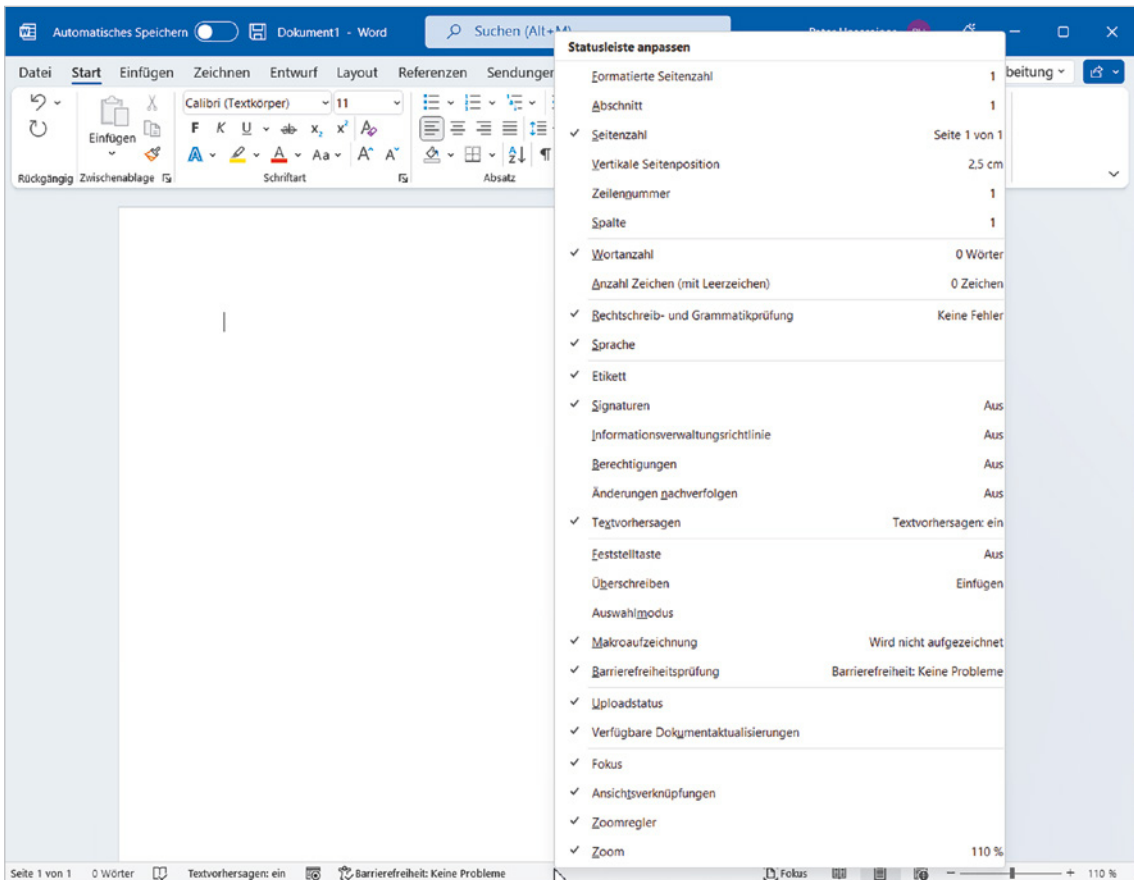 Automatisches Speichern Dokument1 - Word Suchen (Alt+M)
Datei Start Einfügen Zeichnen Entwurf Layout Referenzen Sendungen beitung
Calibri (Textkörper) 11
Einfügen F K U ab x₂ x² A
A A Aa A A
Rückgängig Zwischenablage Schriftart Absatz
Statusleiste anpassen
Formatierte Seitenzahl 1
Abschnitt 1
Seitenzahl Seite 1 von 1
Vertikale Seitenposition 2,5 cm
Zeilennummer 1
Spalte 1
Wortanzahl 0 Wörter
Anzahl Zeichen (mit Leerzeichen) 0 Zeichen
Rechtschreib- und Grammatikprüfung Keine Fehler
Sprache
Etikett
Signaturen Aus
Informationsverwaltungsrichtlinie Aus
Berechtigungen Aus
Änderungen nachverfolgen Aus
Textvorhersagen Textvorhersagen: ein
Feststelltaste Aus
Überschreiben Einfügen
Auswahlmodus
Makroaufzeichnung Wird nicht aufgezeichnet
Barrierefreiheitsprüfung Barrierefreiheit: Keine Probleme
Uploadstatus
Verfügbare Dokumentaktualisierungen
Fokus
Ansichtsverknüpfungen
Zoomregler
Zoom 110 %
Seite 1 von 1 0 Wörter Textvorhersagen: ein Barrierefreiheit: Keine Probleme Fokus 110 %